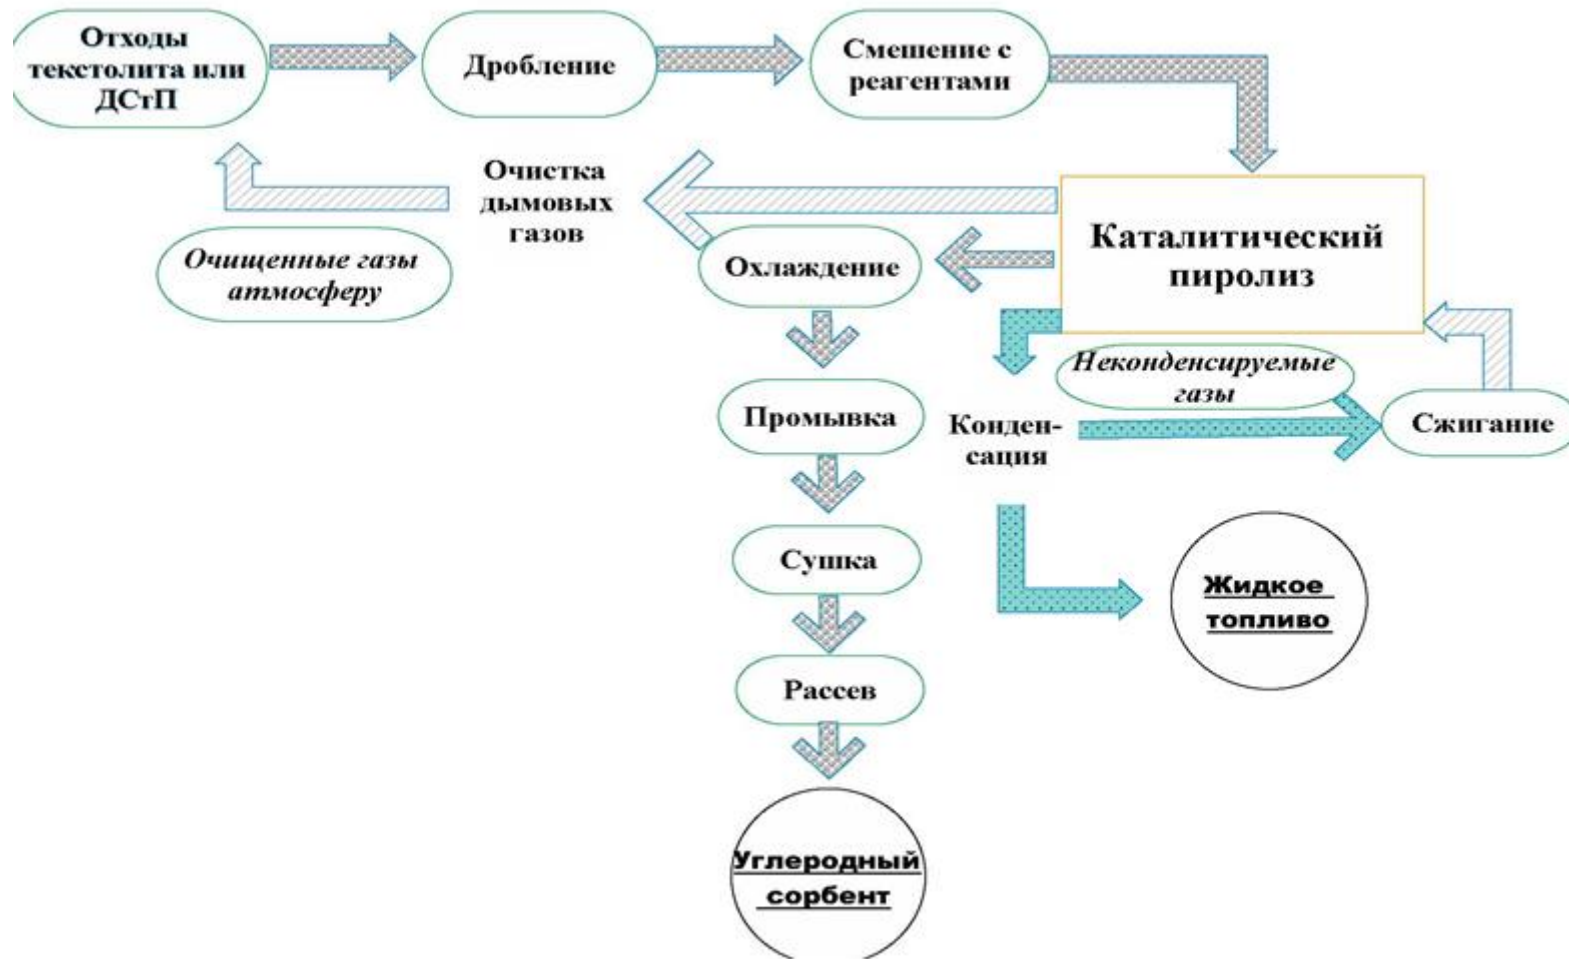 Отходы
текстолита или
ДСтП
Дробление
Смешение с
реагентами
Очистка
дымовых
газов
Каталитический
пиролиз
Охлаждение
Очищенные газы
атмосферу
Неконденсируемые
газы
Промывка
Конден-
сация
Сжигание
Сушка
Жидкое
топливо
Рассев
Углеродный
сорбент